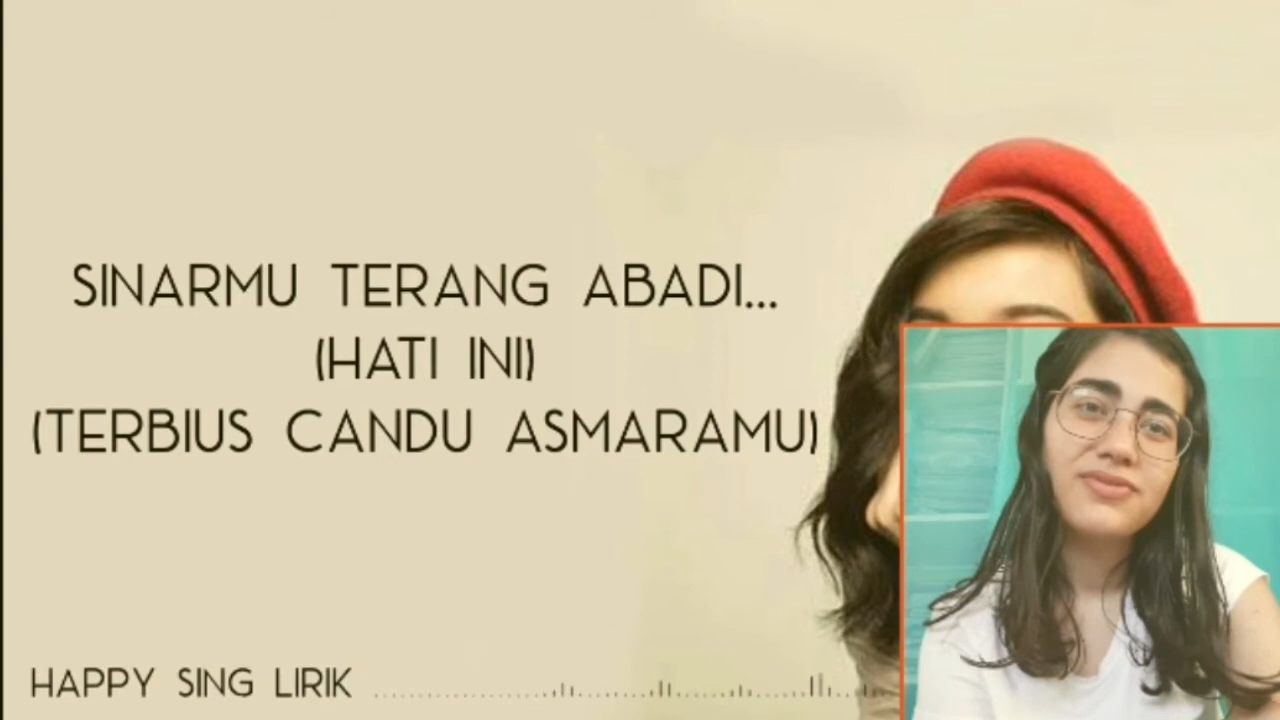 SINARMU TERANG ABADI...
(HATI INI)
(TERBIUS CANDU ASMARAMU)
HAPPY SING LIRIK